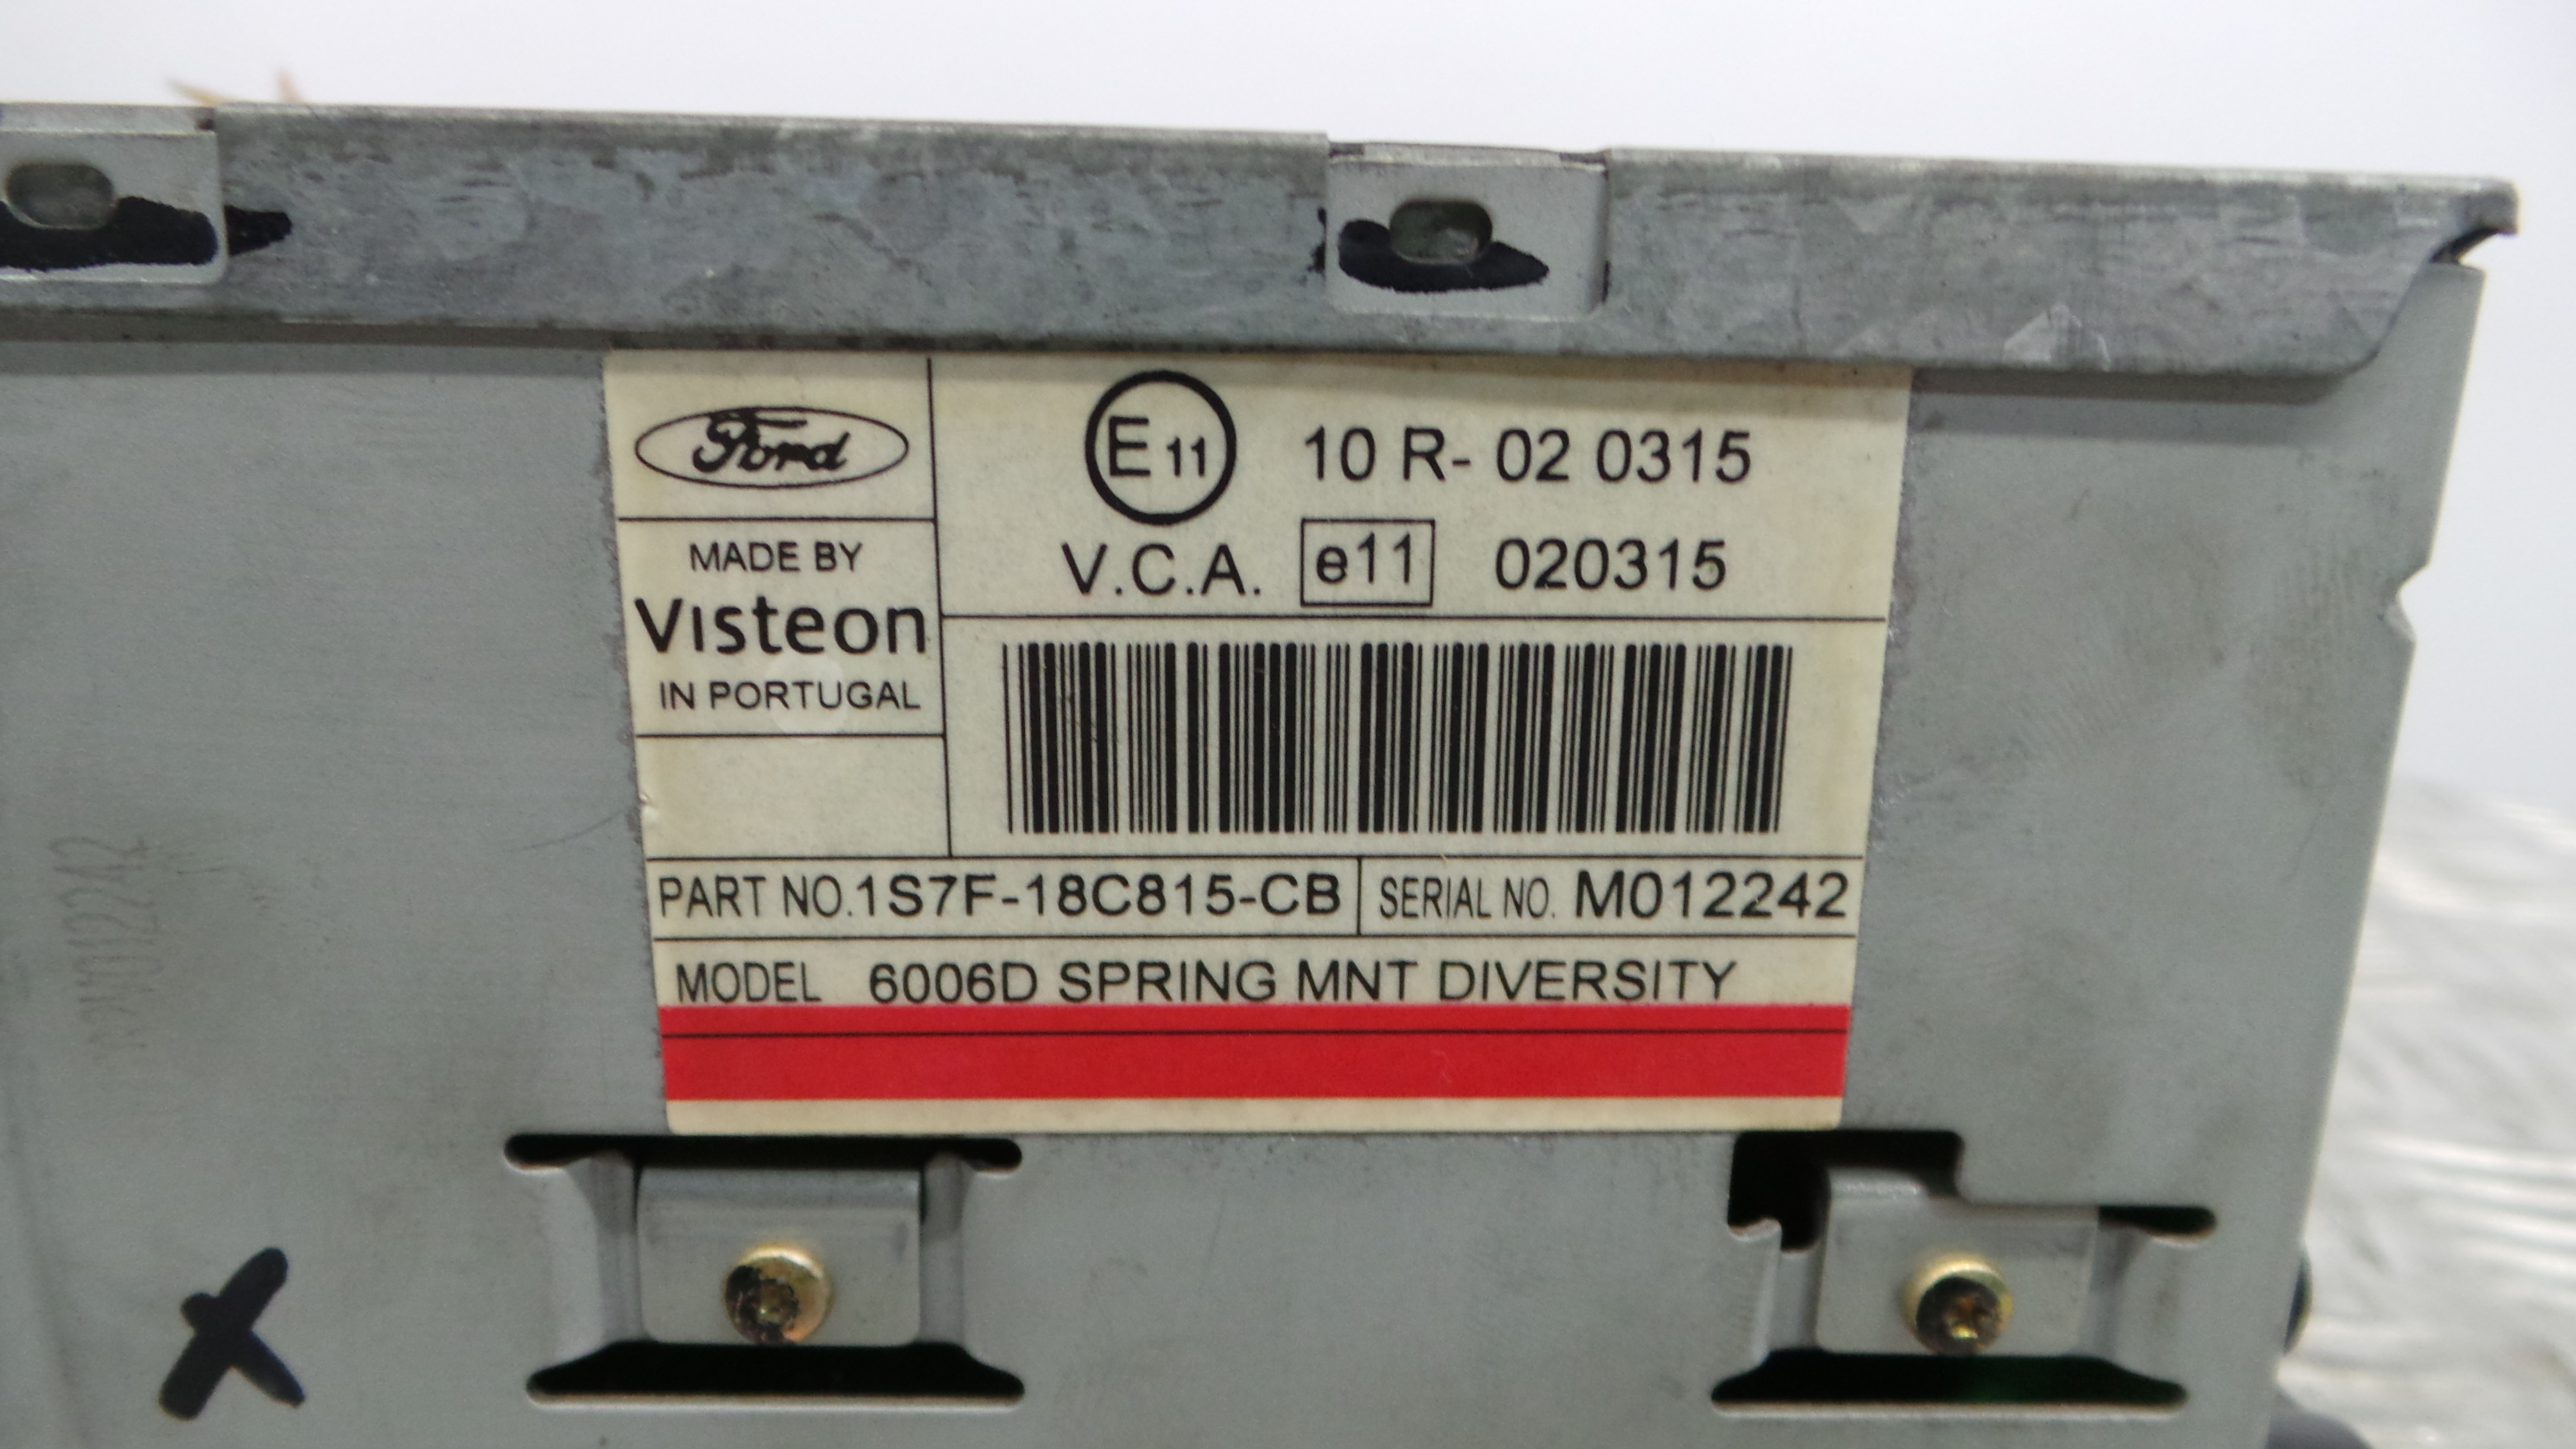 Ford
MADE BY
Visteon
IN PORTUGAL
E 11 10 R- 02 0315
V.C.A. e11 020315
PART NO. 1S7F-18C815-CB
SERIAL NO. M012242
MODEL 6006D SPRING MNT DIVERSITY